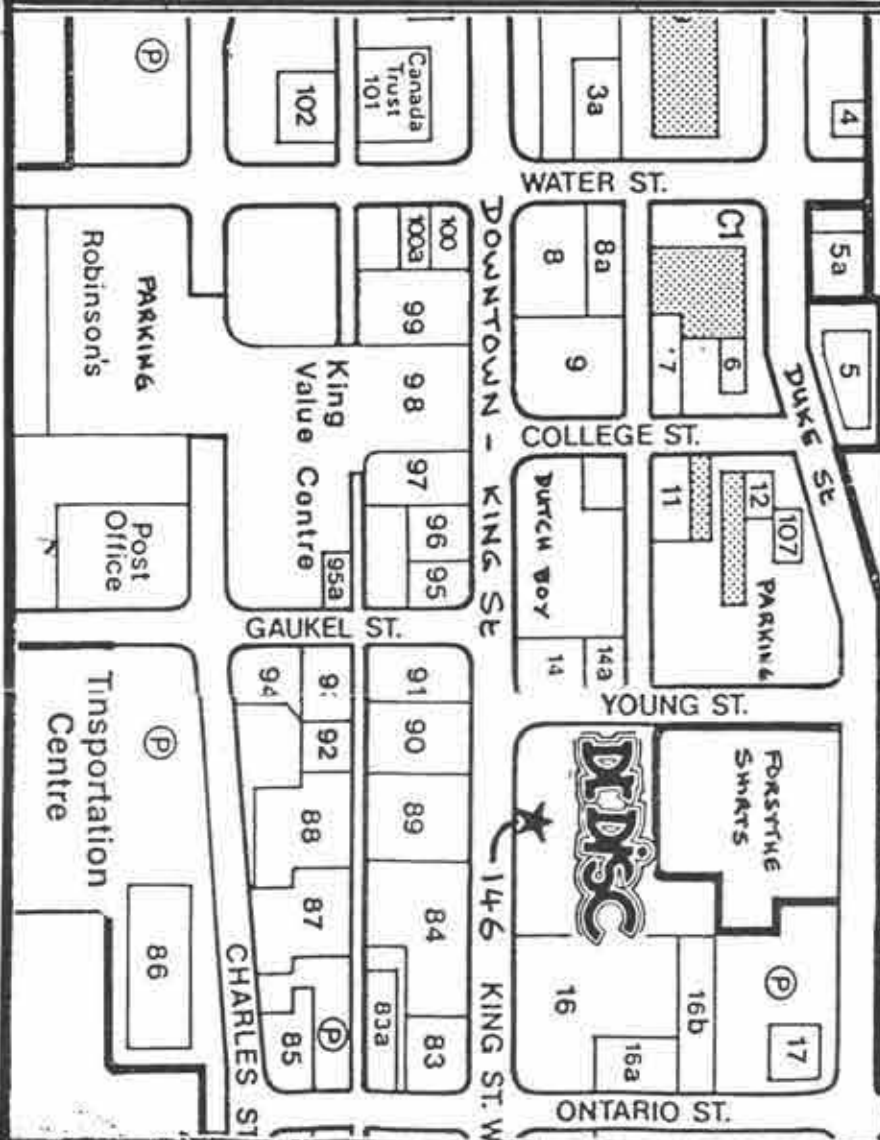 Ⓟ
102
Canada
Trust
101
3a
4
WATER ST.
Robinson's
PARKING
100a
100
99
98
King
Value Centre
97
96
95
95a
DOWNTOWN - KING St
8
8a
9
C1
7
6
5a
5
DUKE St
COLLEGE ST.
Post
Office
DUTCH BOY
11
12
107
PARKING
14
14a
GAUKEL ST.
YOUNG ST.
Tinsportation
Centre
Ⓟ
94
92
91
90
88
89
87
84
86
85
Ⓟ
83a
83
CHARLES ST
146 KING ST. W
DR.DISC
FORSYTHE
SHIRTS
16
16b
16a
Ⓟ
17
ONTARIO ST.